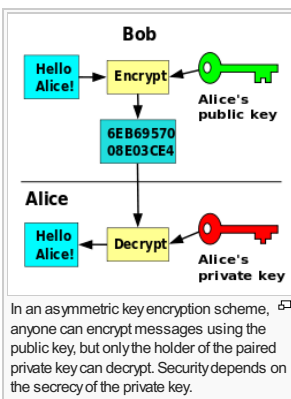 Bob
Hello
Alice!
Encrypt
Alice's
public key
6EB69570
08E03CE4
Alice
Hello
Alice!
Decrypt
Alice's
private key
In an asymmetric key encryption scheme,
anyone can encrypt messages using the
public key, but only the holder of the paired
private key can decrypt. Security depends on
the secrecy of the private key.